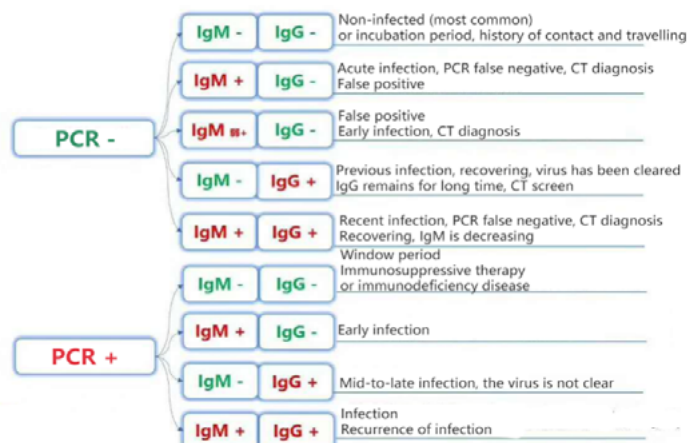 IgM - IgG - Non-infected (most common)
or incubation period, history of contact and travelling
IgM + IgG - Acute infection, PCR false negative, CT diagnosis
False positive
PCR -
IgM 弱+ IgG - False positive
Early infection, CT diagnosis
IgM - IgG + Previous infection, recovering, virus has been cleared
IgG remains for long time, CT screen
IgM + IgG + Recent infection, PCR false negative, CT diagnosis
Recovering, IgM is decreasing
IgM - IgG - Window period
Immunosuppressive therapy
or immunodeficiency disease
IgM + IgG - Early infection
PCR +
IgM - IgG + Mid-to-late infection, the virus is not clear
IgM + IgG + Infection
Recurrence of infection